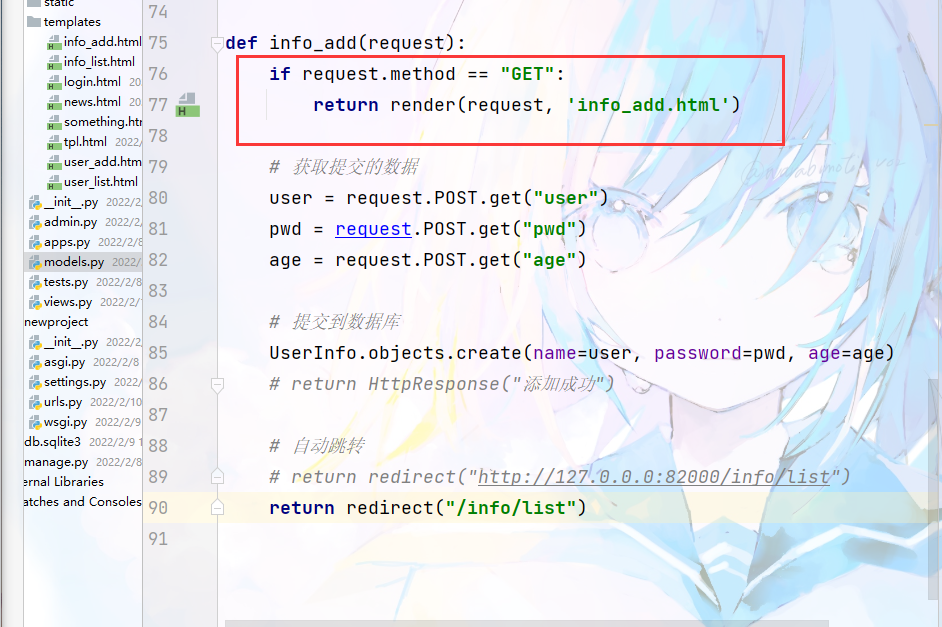 static
templates
info_add.html
info_list.html
login.html 20
news.html 2022
something.htm
tpl.html 2022/
user_add.htm
user_list.html
__init__.py 2022/2/
admin.py 2022/2,
apps.py 2022/2/8
models.py 2022/
tests.py 2022/2/8
views.py 2022/2/
newproject
__init__.py 2022/2,
asgi.py 2022/2/8
settings.py 2022/
urls.py 2022/2/10
wsgi.py 2022/2/9
db.sqlite3 2022/2/9 1
manage.py 2022/2/8
ernal Libraries
atches and Consoles
74
75 def info_add(request):
76 if request.method == "GET":
77 return render(request, 'info_add.html')
78
79 # 获取提交的数据
80 user = request.POST.get("user")
81 pwd = request.POST.get("pwd")
82 age = request.POST.get("age")
83
84 # 提交到数据库
85 UserInfo.objects.create(name=user, password=pwd, age=age)
86 # return HttpResponse("添加成功")
87
88 # 自动跳转
89 # return redirect("http://127.0.0.0:82000/info/list")
90 return redirect("/info/list")
91